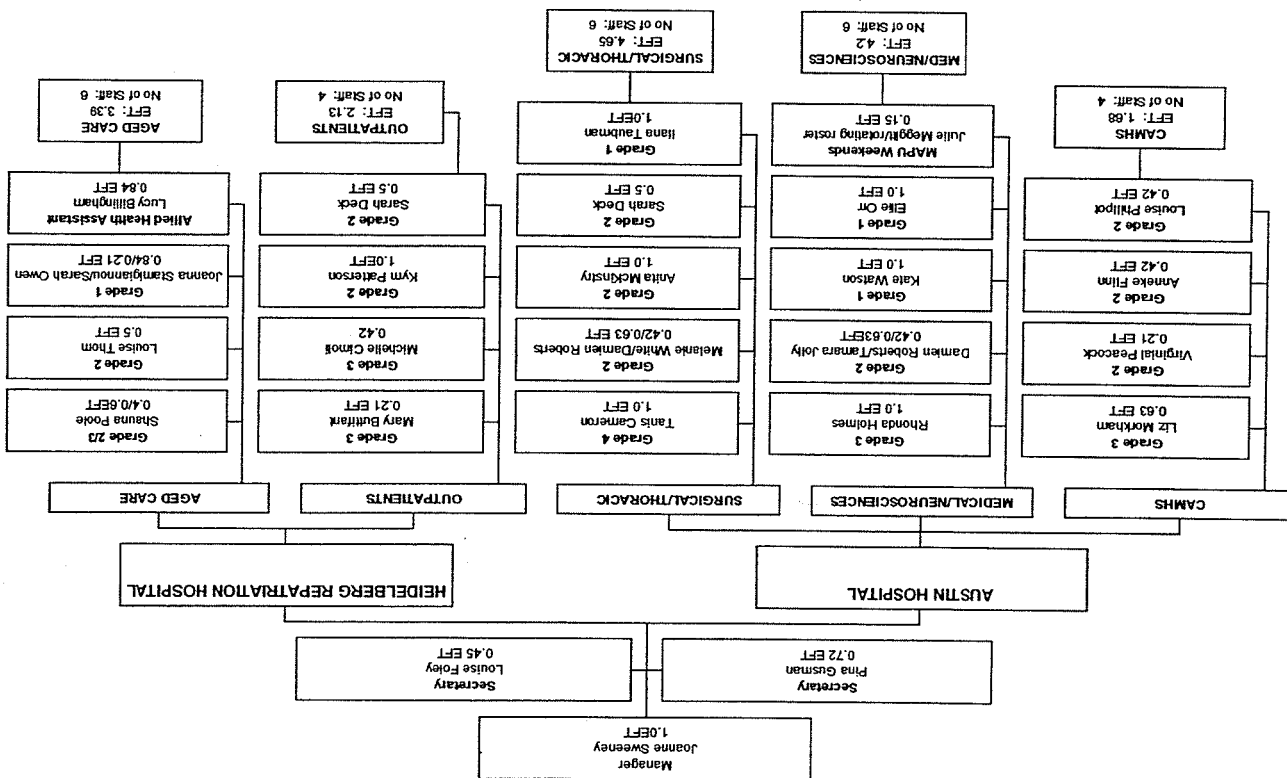 Manager
Joanne Sweeney
1.0EFT
Secretary
Pina Gusman
0.72 EFT
Secretary
Louise Foley
0.45 EFT
AUSTIN HOSPITAL
HEIDELBERG REPATRIATION HOSPITAL
CAMHS
Grade 3
Liz Morkham
0.63 EFT
Grade 2
Virginial Peacock
0.21 EFT
Grade 2
Anneke Flinn
0.42 EFT
Grade 2
Louise Philipot
0.42 EFT
CAMHS
EFT: 1.68
No of Staff: 4
MEDICAL/NEUROSCIENCES
Grade 3
Rhonda Holmes
1.0 EFT
Grade 2
Damien Roberts/Tamara Jolly
0.42/0.63EFT
Grade 1
Kate Watson
1.0 EFT
Grade 1
Elke Orr
1.0 EFT
MAPU Weekends
Julie Meggitt/rotating roster
0.15 EFT
MED/NEUROSCIENCES
EFT: 4.2
No of Staff: 6
SURGICAL/THORACIC
Grade 4
Tanis Cameron
1.0 EFT
Grade 2
Melanie White/Damien Roberts
0.42/0.63 EFT
Grade 2
Anita McKinstry
1.0 EFT
Grade 2
Sarah Deck
0.5 EFT
Grade 1
Ilana Taubman
1.0EFT
SURGICAL/THORACIC
EFT: 4.65
No of Staff: 6
OUTPATIENTS
Grade 3
Mary Buttifant
0.21 EFT
Grade 3
Michelle Cimoli
0.42
Grade 2
Kym Patterson
1.0EFT
Grade 2
Sarah Deck
0.5 EFT
OUTPATIENTS
EFT: 2.13
No of Staff: 4
AGED CARE
Grade 2/3
Shauna Poole
0.4/0.6EFT
Grade 2
Louise Thom
0.5 EFT
Grade 1
Joanna Stamigiannou/Sarah Owen
0.84/0.21 EFT
Allied Health Assistant
Lucy Billingham
0.84 EFT
AGED CARE
EFT: 3.39
No of Staff: 6